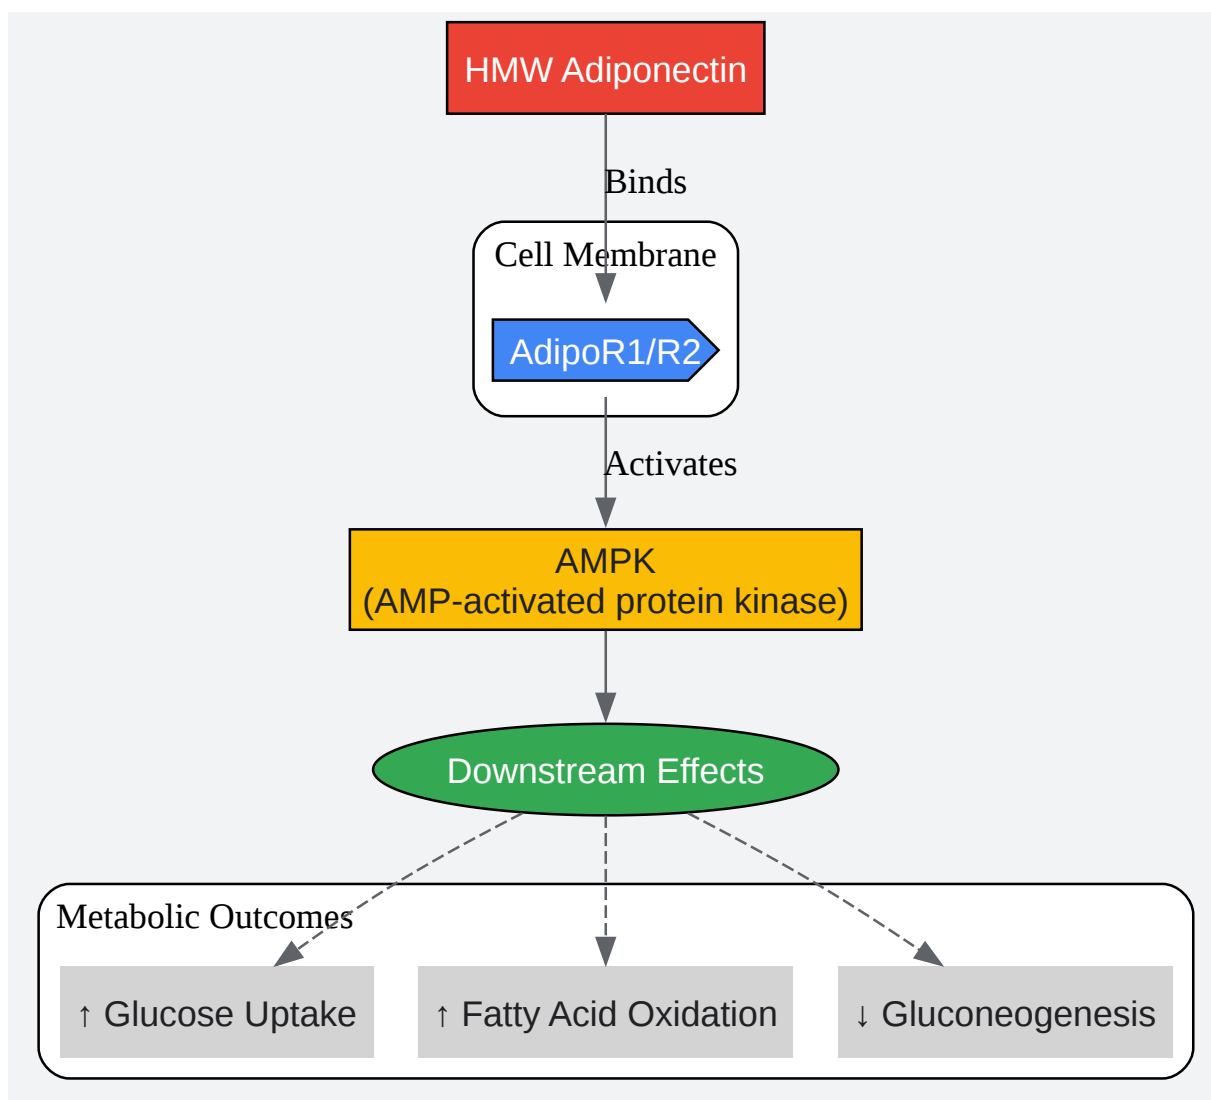 HMW Adiponectin
Binds
Cell Membrane
AdipoR1/R2
Activates
AMPK
(AMP-activated protein kinase)
Downstream Effects
Metabolic Outcomes
↑ Glucose Uptake
↑ Fatty Acid Oxidation
↓ Gluconeogenesis